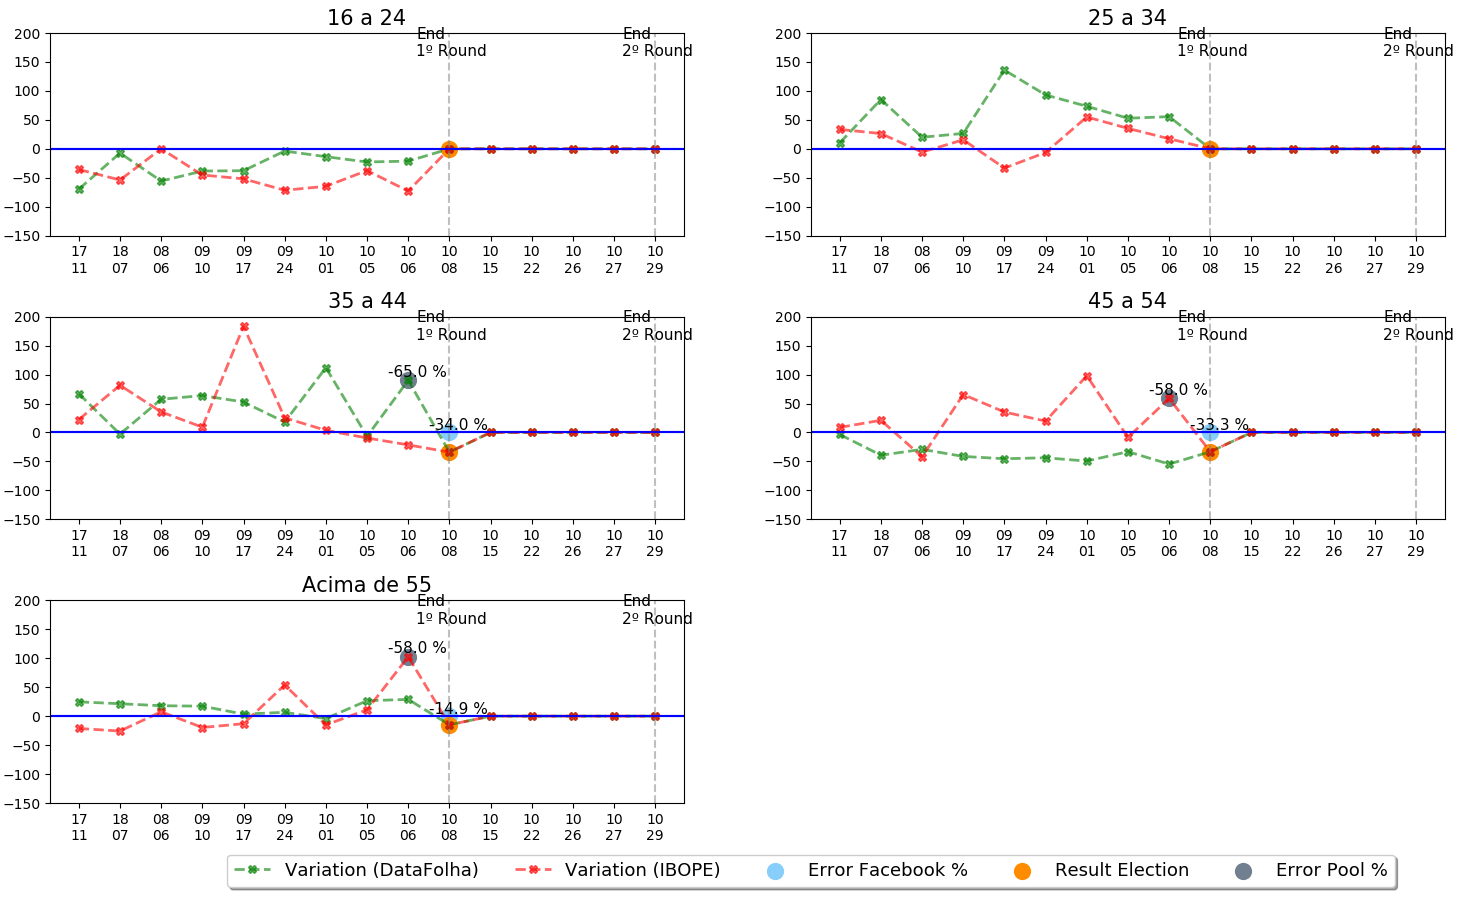 16 a 24
End
1º Round
End
2º Round
200
150
100
50
0
−50
−100
−150
17 18 08 09 09 09 10 10 10 10 10 10 10 10 10
11 07 06 10 17 24 01 05 06 08 15 22 26 27 29
25 a 34
End
1º Round
End
2º Round
200
150
100
50
0
−50
−100
−150
17 18 08 09 09 09 10 10 10 10 10 10 10 10 10
11 07 06 10 17 24 01 05 06 08 15 22 26 27 29
35 a 44
End
1º Round
End
2º Round
-65.0 %
-34.0 %
200
150
100
50
0
−50
−100
−150
17 18 08 09 09 09 10 10 10 10 10 10 10 10 10
11 07 06 10 17 24 01 05 06 08 15 22 26 27 29
45 a 54
End
1º Round
End
2º Round
-58.0 %
-33.3 %
200
150
100
50
0
−50
−100
−150
17 18 08 09 09 09 10 10 10 10 10 10 10 10 10
11 07 06 10 17 24 01 05 06 08 15 22 26 27 29
Acima de 55
End
1º Round
End
2º Round
-58.0 %
-14.9 %
200
150
100
50
0
−50
−100
−150
17 18 08 09 09 09 10 10 10 10 10 10 10 10 10
11 07 06 10 17 24 01 05 06 08 15 22 26 27 29
Variation (DataFolha) Variation (IBOPE) Error Facebook % Result Election Error Pool %